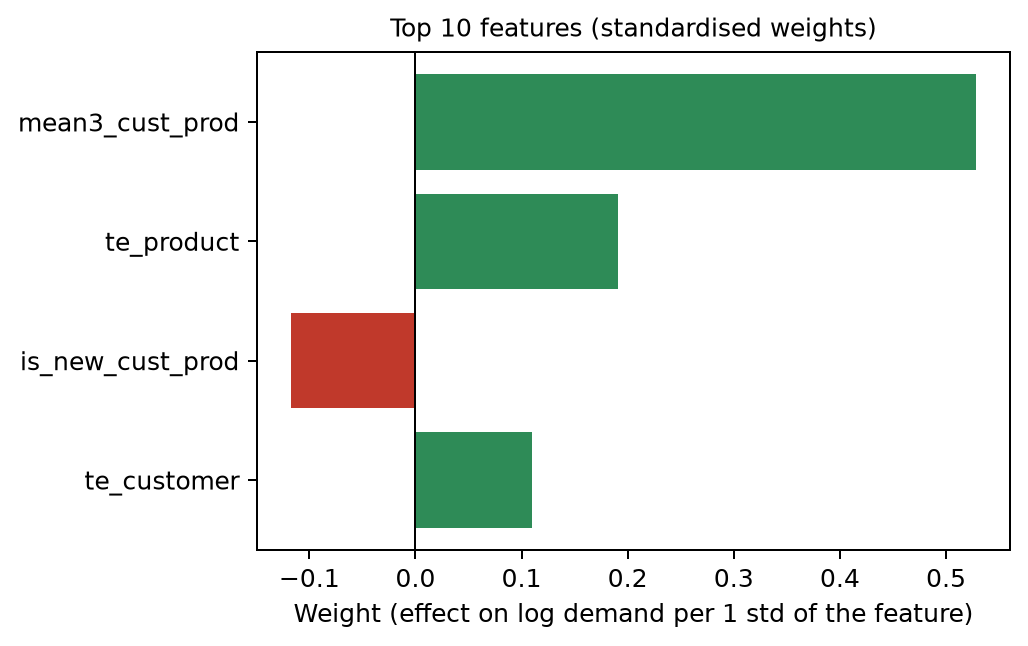 Top 10 features (standardised weights)
mean3_cust_prod
te_product
is_new_cust_prod
te_customer
−0.1 0.0 0.1 0.2 0.3 0.4 0.5
Weight (effect on log demand per 1 std of the feature)